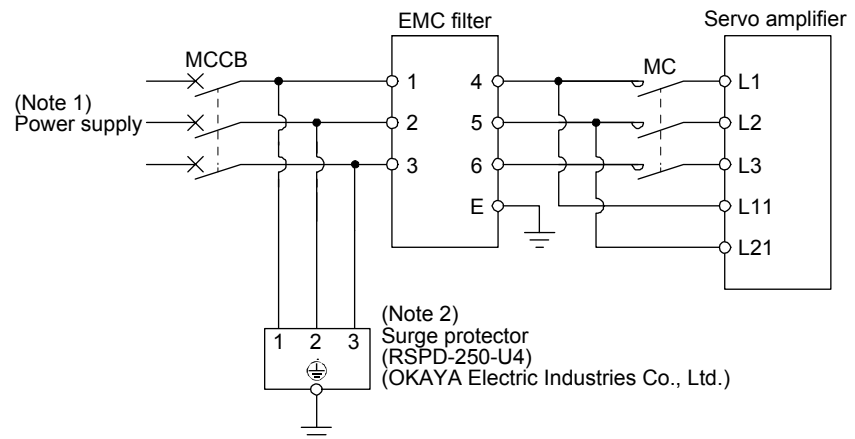 EMC filter
Servo amplifier
MCCB
MC
(Note 1)
Power supply
1
2
3
4
5
6
E
L1
L2
L3
L11
L21
1 2 3
(Note 2)
Surge protector
(RSPD-250-U4)
(OKAYA Electric Industries Co., Ltd.)